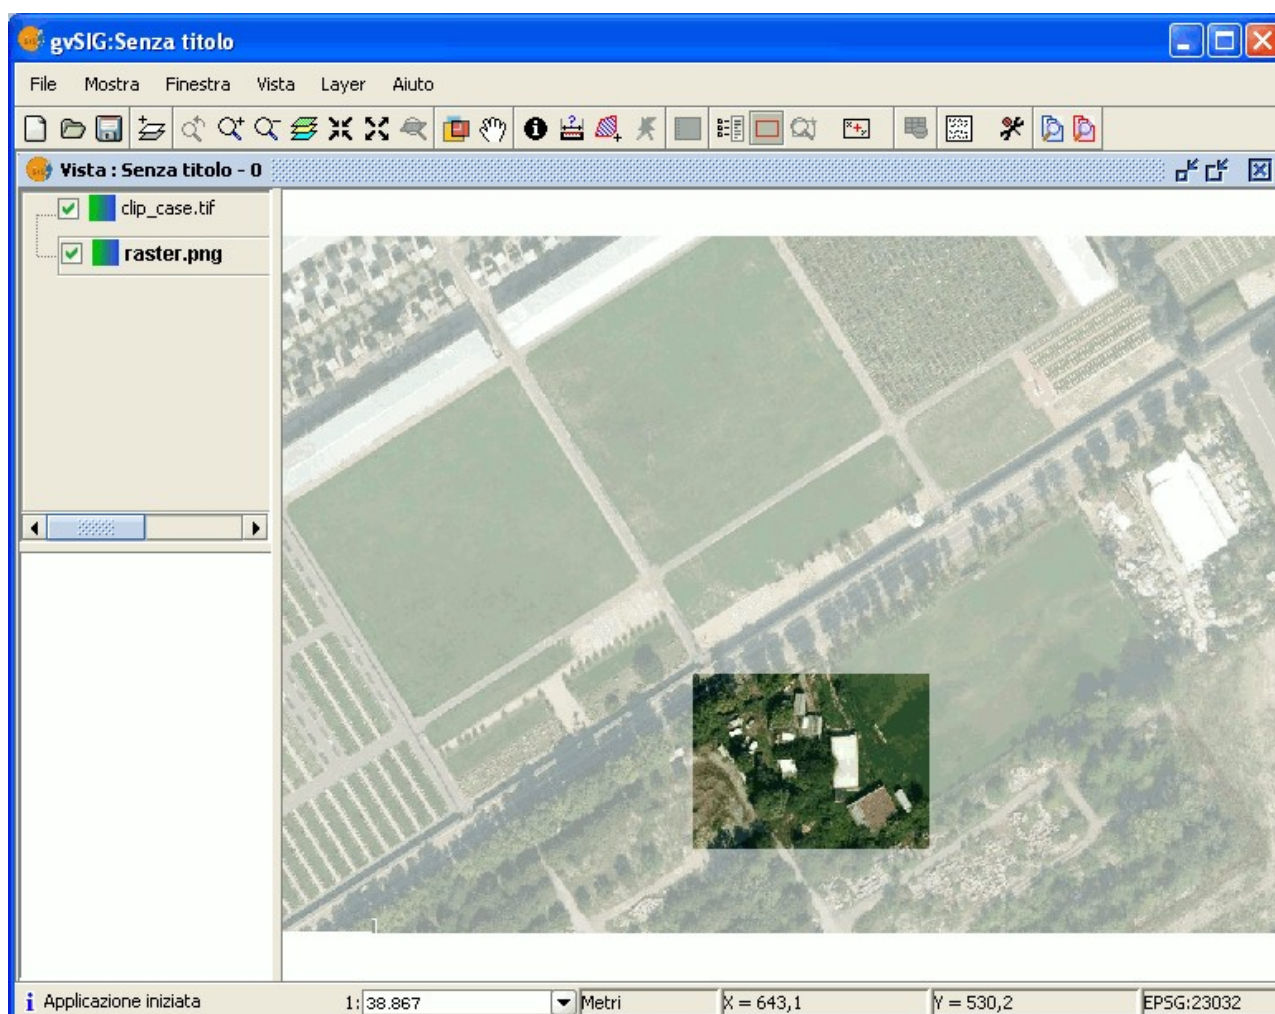 gvSIG:Senza titolo
File Mostra Finestra Vista Layer Aiuto
Vista : Senza titolo - 0
clip_case.tif
raster.png
Applicazione iniziata 1: 38.867 Metri X = 643,1 Y = 530,2 EPSG:23032